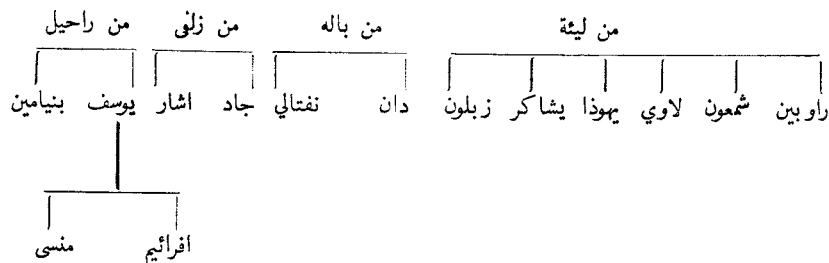 من ليئة من باله من زلفى من راحيل
راوبين شمعون لاوي يهوذا يشاكر زبلون دان نفتالي جاد اشار يوسف بنيامين
افرائيم منسى